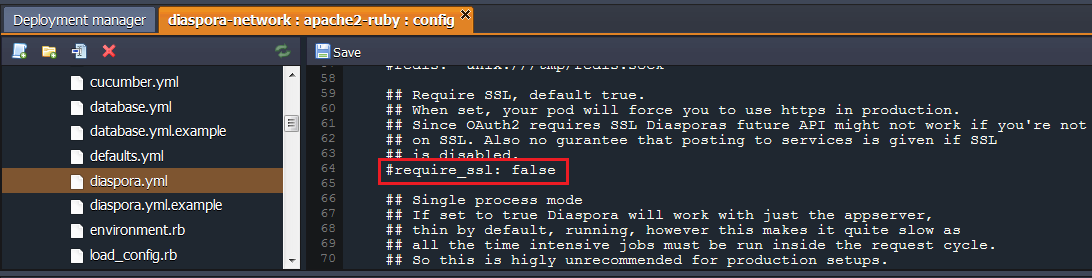 Deployment manager
diaspora-network : apache2-ruby : config
Save
cucumber.yml
database.yml
database.yml.example
defaults.yml
diaspora.yml
diaspora.yml.example
environment.rb
load_config.rb
58
59 ## Require SSL, default true.
60 ## When set, your pod will force you to use https in production.
61 ## Since OAuth2 requires SSL Diasporas future API might not work if you're not
62 ## on SSL. Also no gurantee that posting to services is given if SSL
63 ## is disabled.
64 #require_ssl: false
65
66 ## Single process mode
67 ## If set to true Diaspora will work with just the appserver,
68 ## thin by default, running, however this makes it quite slow as
69 ## all the time intensive jobs must be run inside the request cycle.
70 ## So this is higly unrecommended for production setups.